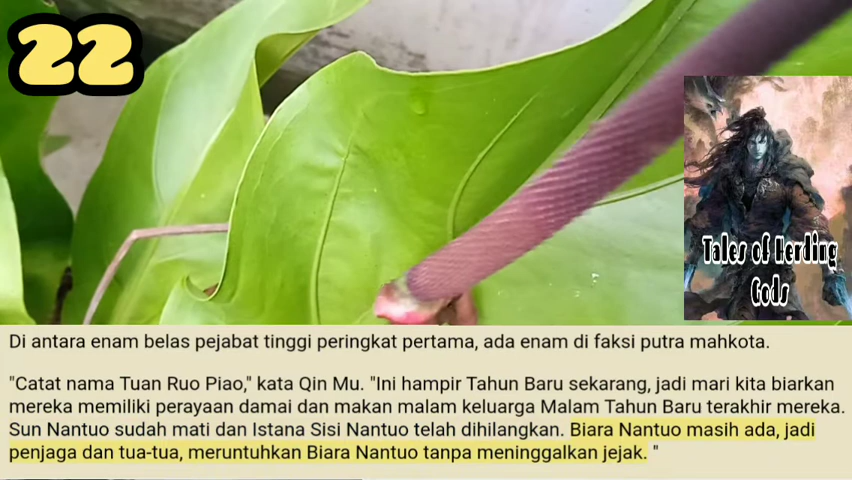 22
Tales of Herding
Gods
Di antara enam belas pejabat tinggi peringkat pertama, ada enam di faksi putra mahkota.
"Catat nama Tuan Ruo Piao," kata Qin Mu. "Ini hampir Tahun Baru sekarang, jadi mari kita biarkan
mereka memiliki perayaan damai dan makan malam keluarga Malam Tahun Baru terakhir mereka.
Sun Nantuo sudah mati dan Istana Sisi Nantuo telah dihilangkan. Biara Nantuo masih ada, jadi
penjaga dan tua-tua, meruntuhkan Biara Nantuo tanpa meninggalkan jejak. "